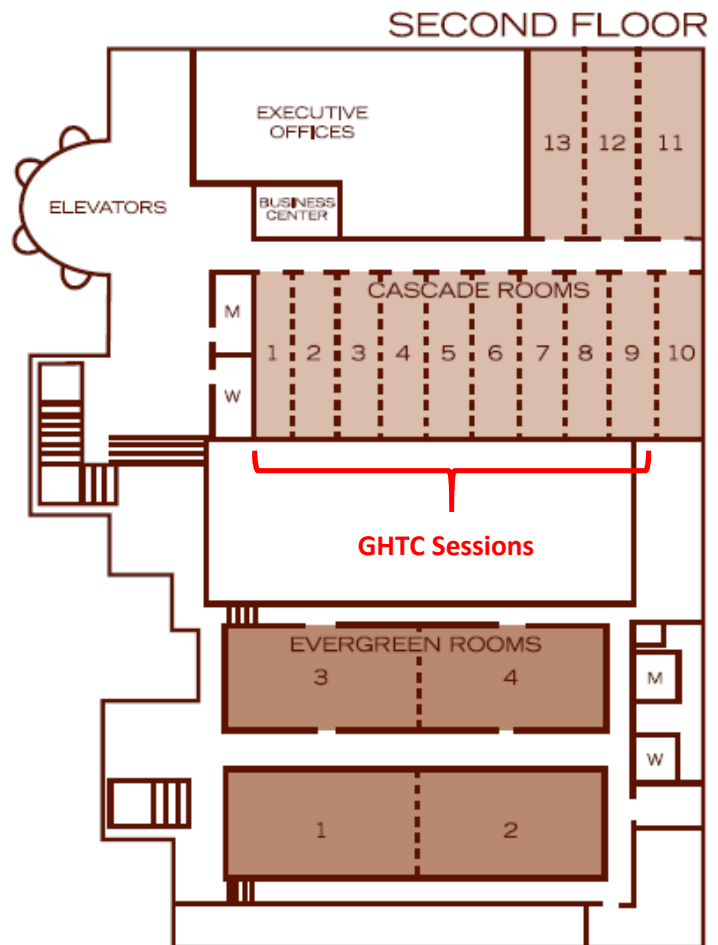 SECOND FLOOR
EXECUTIVE
OFFICES
13
12
11
ELEVATORS
BUSINESS
CENTER
CASCADE ROOMS
M
1
2
3
4
5
6
7
8
9
10
W
GHTC Sessions
EVERGREEN ROOMS
3
4
M
W
1
2